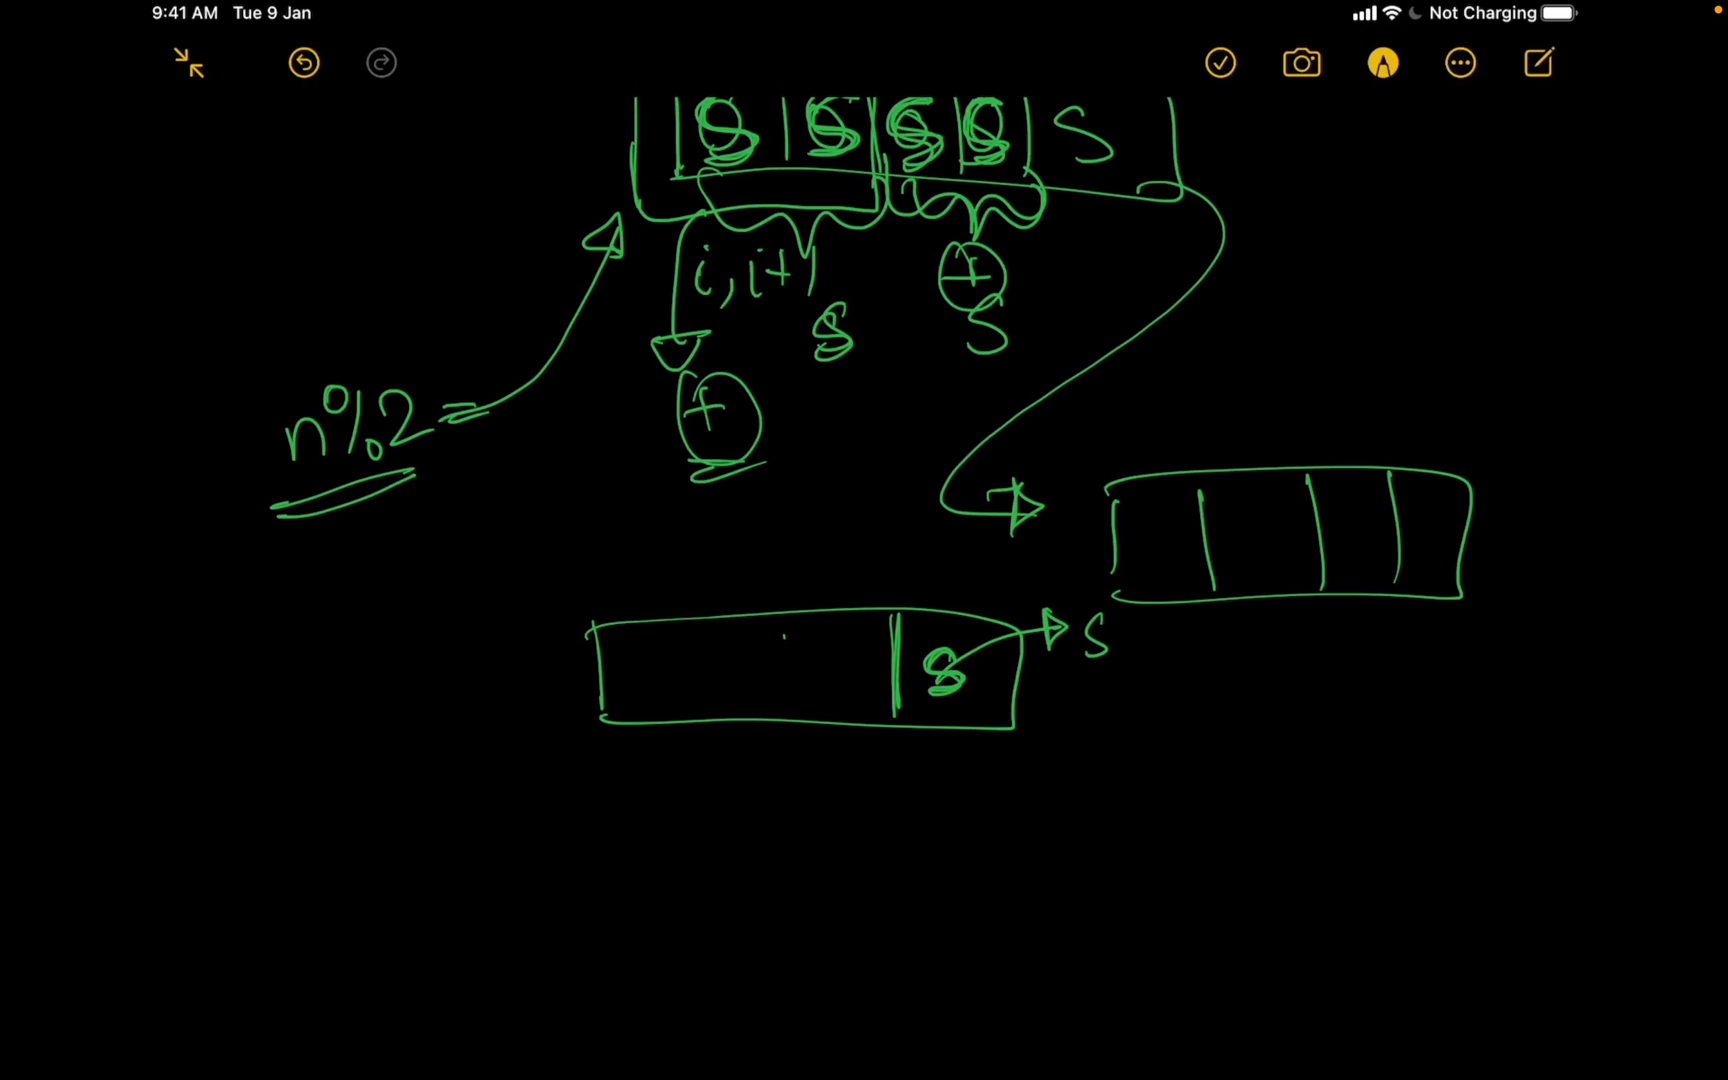 9:41 AM Tue 9 Jan
Not Charging
S S S S S
i, i+1
+
S
S
+
n%2=
S
S